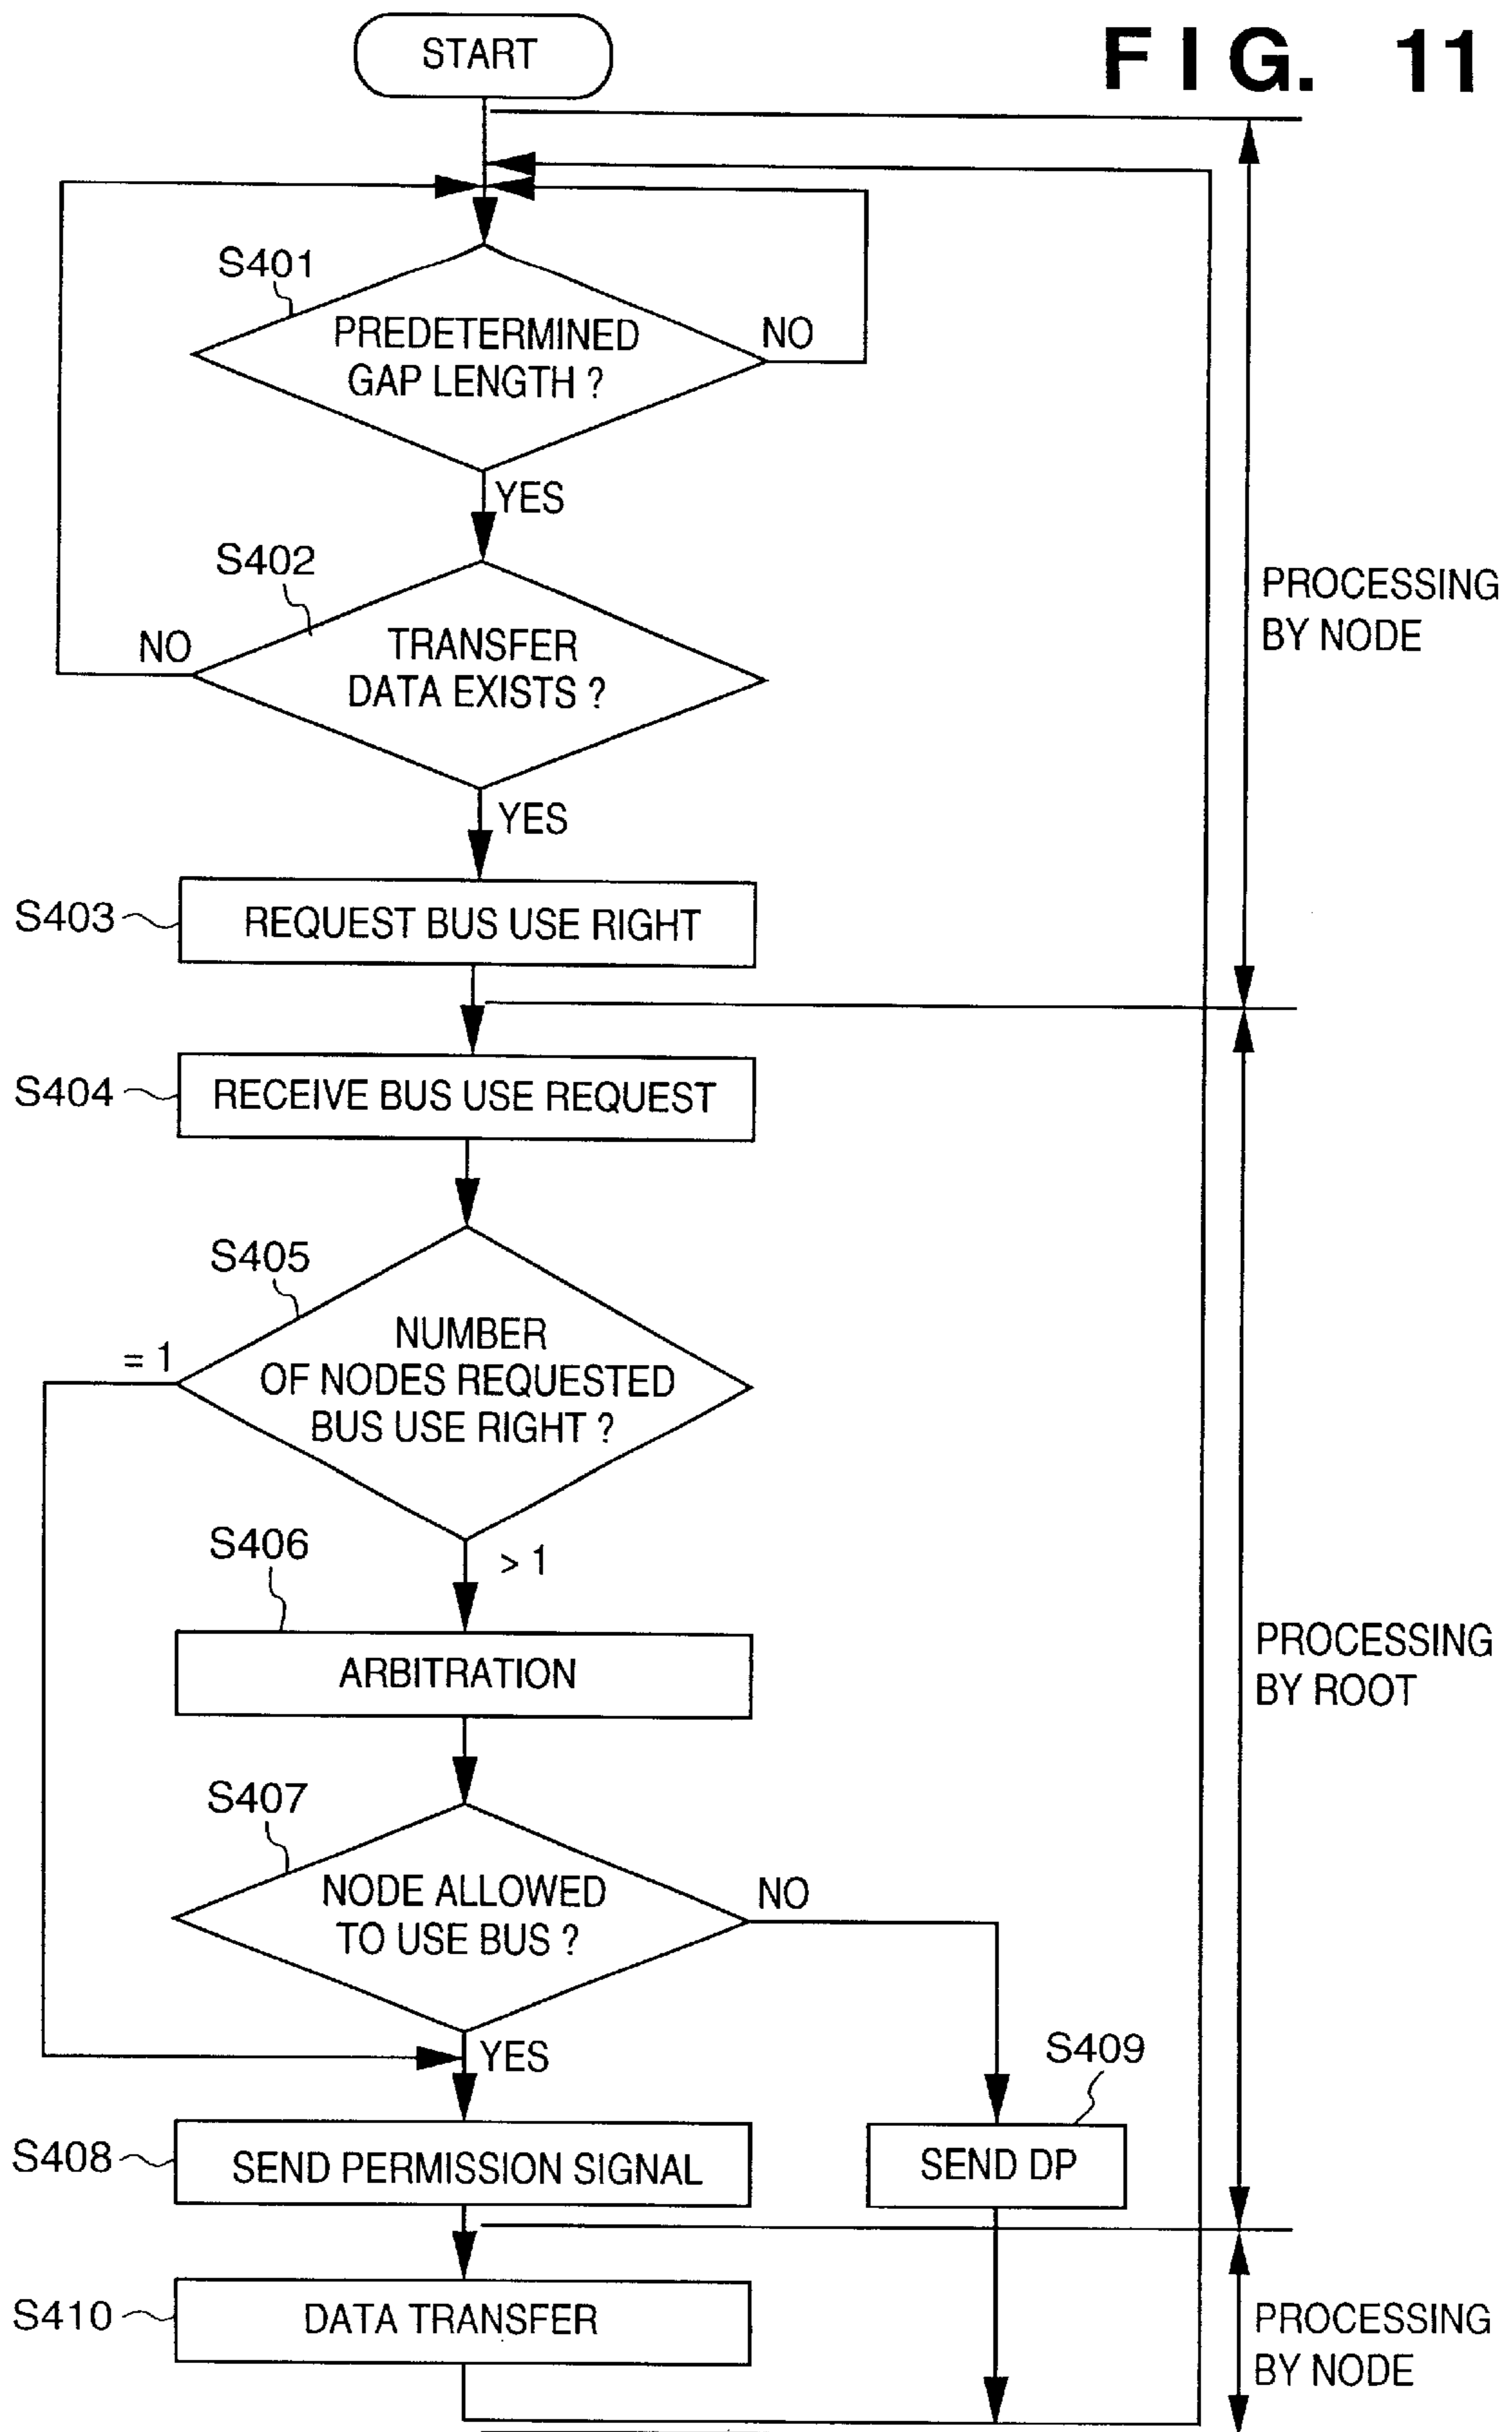 FIG. 11
START
S401
PREDETERMINED
GAP LENGTH ?
NO
YES
S402
TRANSFER
DATA EXISTS ?
NO
YES
PROCESSING
BY NODE
S403
REQUEST BUS USE RIGHT
S404
RECEIVE BUS USE REQUEST
S405
NUMBER
OF NODES REQUESTED
BUS USE RIGHT ?
= 1
> 1
S406
ARBITRATION
PROCESSING
BY ROOT
S407
NODE ALLOWED
TO USE BUS ?
NO
YES
S409
S408
SEND PERMISSION SIGNAL
SEND DP
S410
DATA TRANSFER
PROCESSING
BY NODE